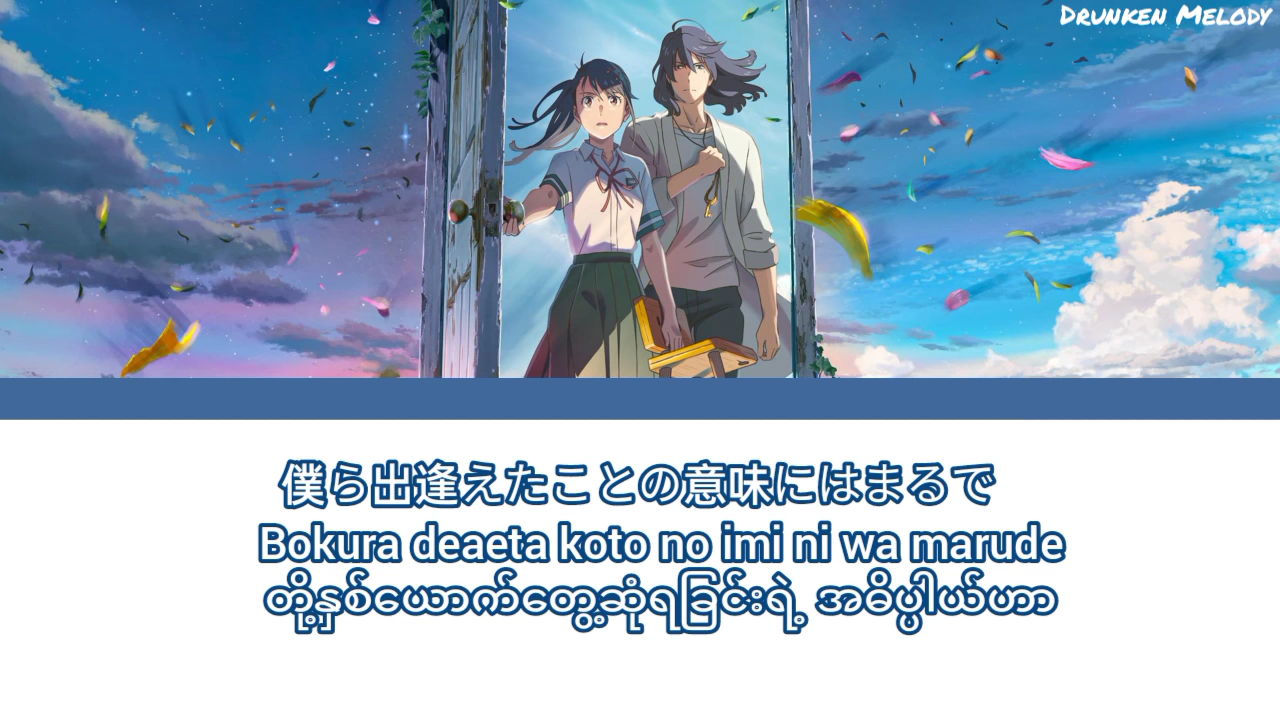 Drunken Melody
僕ら出逢えたことの意味にはまるで
Bokura deaeta koto no imi ni wa marude
တို့နှစ်ယောက်တွေ့ဆုံရခြင်းရဲ့ အဓိပ္ပါယ်ဟာ